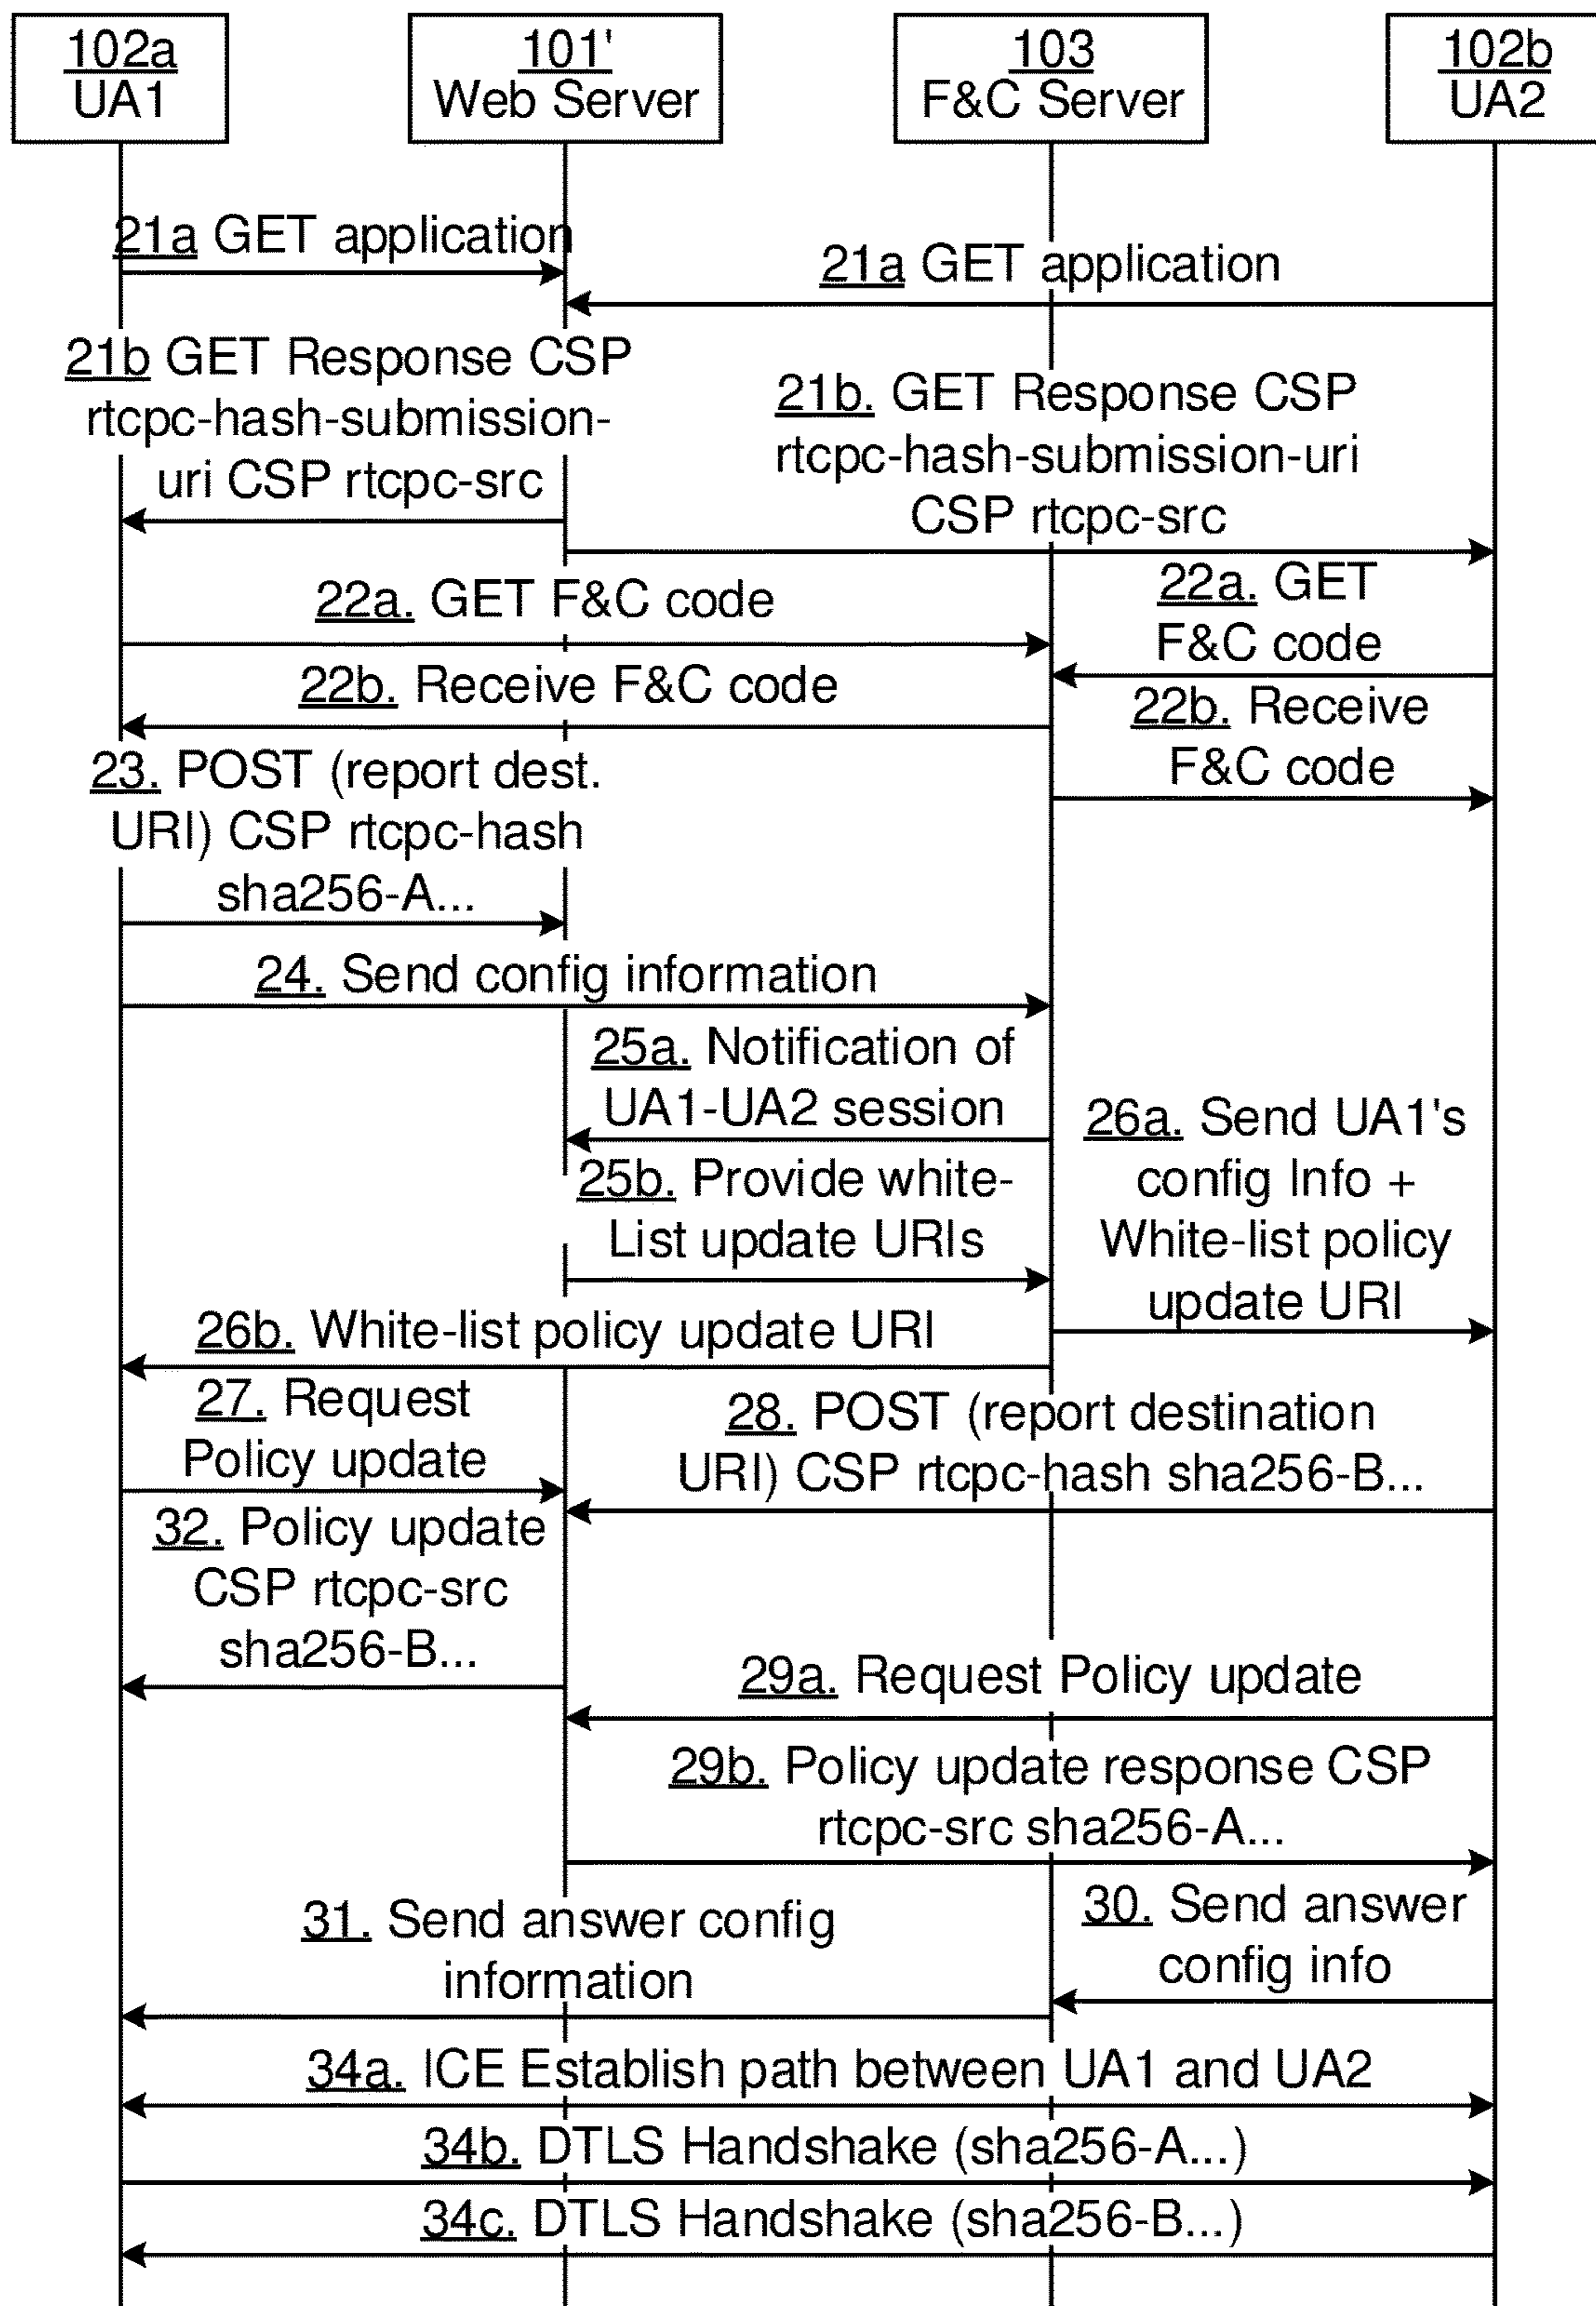 102a
UA1
101'
Web Server
103
F&C Server
102b
UA2
21a GET application
21a GET application
21b GET Response CSP
rtcpc-hash-submission-
uri CSP rtcpc-src
21b. GET Response CSP
rtcpc-hash-submission-uri
CSP rtcpc-src
22a. GET F&C code
22a. GET
F&C code
22b. Receive F&C code
22b. Receive
F&C code
23. POST (report dest.
URI) CSP rtcpc-hash
sha256-A...
24. Send config information
25a. Notification of
UA1-UA2 session
25b. Provide white-
List update URIs
26a. Send UA1's
config Info +
White-list policy
update URI
26b. White-list policy update URI
27. Request
Policy update
28. POST (report destination
URI) CSP rtcpc-hash sha256-B...
32. Policy update
CSP rtcpc-src
sha256-B...
29a. Request Policy update
29b. Policy update response CSP
rtcpc-src sha256-A...
30. Send answer
config info
31. Send answer config
information
34a. ICE Establish path between UA1 and UA2
34b. DTLS Handshake (sha256-A...)
34c. DTLS Handshake (sha256-B...)